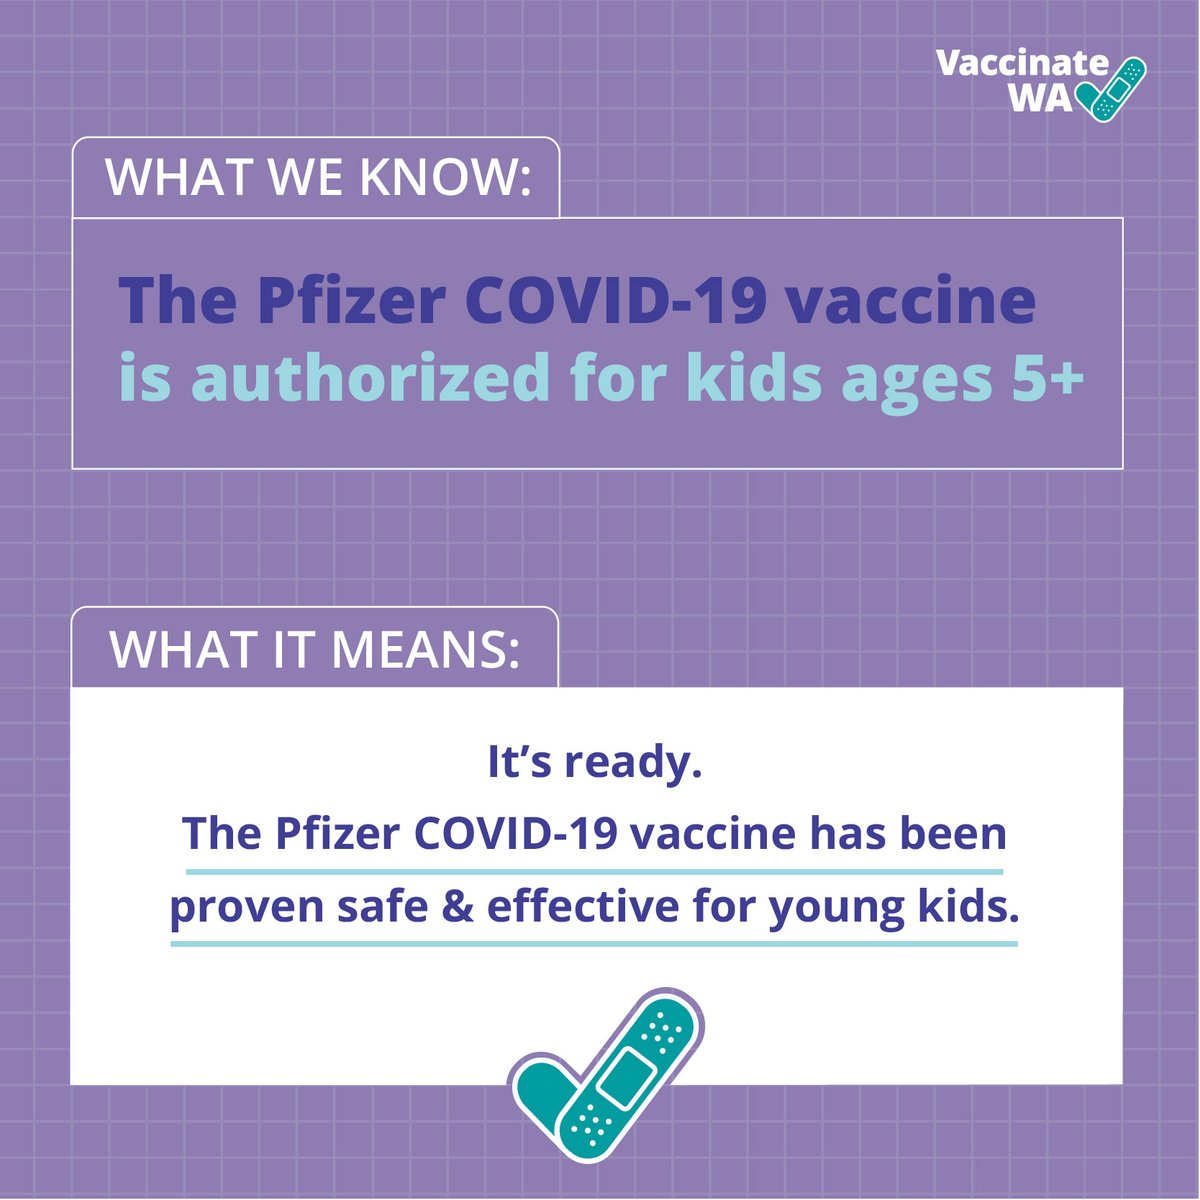 Vaccinate
WA
WHAT WE KNOW:
The Pfizer COVID-19 vaccine
is authorized for kids ages 5+
WHAT IT MEANS:
It’s ready.
The Pfizer COVID-19 vaccine has been
proven safe & effective for young kids.